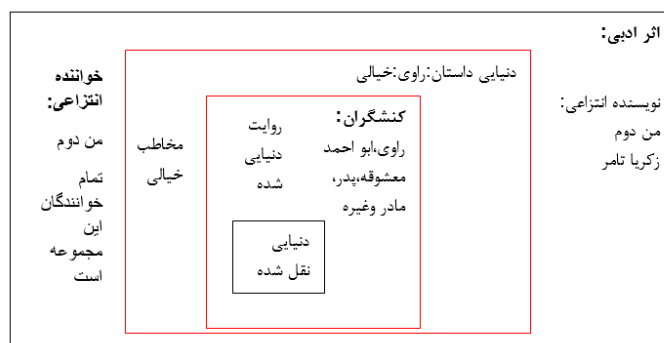 اثر ادبی:
نویسنده انتزاعی:
من دوم
زکریا تامر
دنیایی داستان:راوی:خیالی
کنشگران:
راوی،ابو احمد
معشوقه،پدر،
مادر وغیره
روایت
دنیایی
شده
دنیایی
نقل شده
مخاطب
خیالی
خواننده
انتزاعی:
من دوم
تمام
خوانندگان
این
مجموعه
است